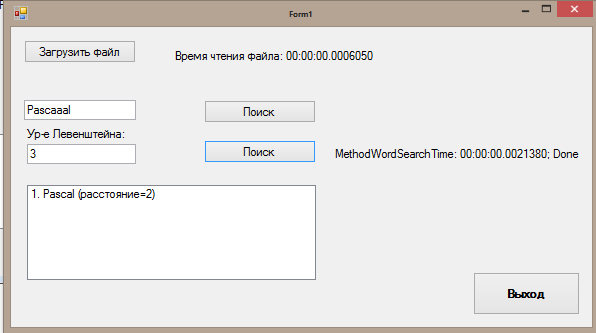 Form1
Загрузить файл
Время чтения файла: 00:00:00.0006050
Pascaaal
Поиск
Ур-е Левенштейна:
3
Поиск
MethodWordSearchTime: 00:00:00.0021380; Done
1. Pascal (расстояние=2)
Выход